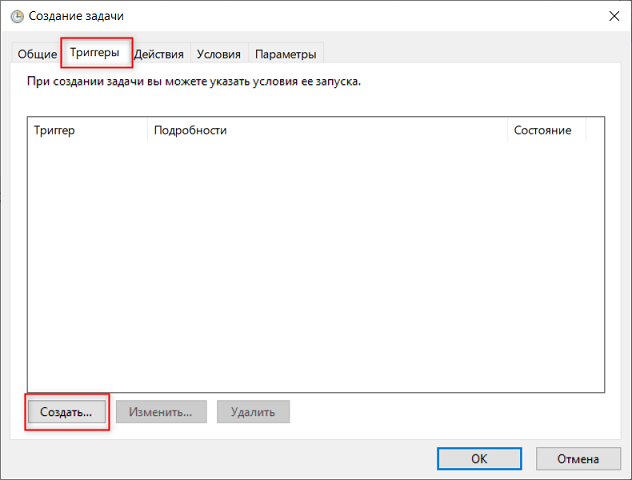 Создание задачи
Общие Триггеры Действия Условия Параметры
При создании задачи вы можете указать условия ее запуска.
Триггер Подробности Состояние
Создать... Изменить... Удалить
ОК Отмена